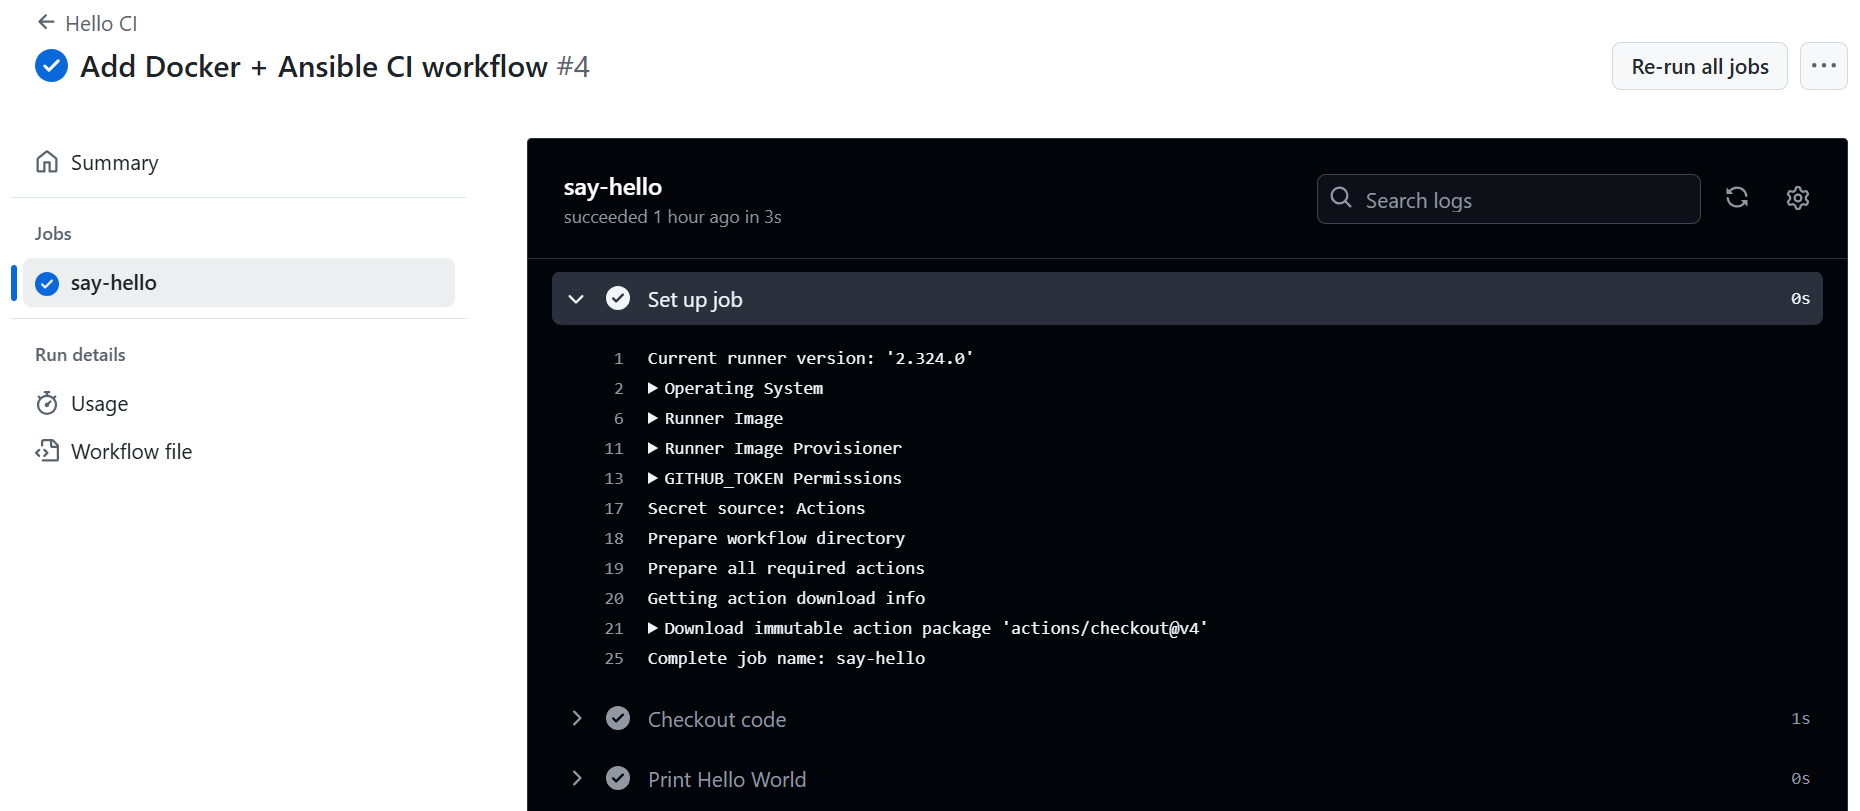 Hello CI
Add Docker + Ansible CI workflow #4
Re-run all jobs
Summary
Jobs
say-hello
Run details
Usage
Workflow file
say-hello
succeeded 1 hour ago in 3s
Search logs
Set up job 0s
1 Current runner version: '2.324.0'
2 Operating System
6 Runner Image
11 Runner Image Provisioner
13 GITHUB_TOKEN Permissions
17 Secret source: Actions
18 Prepare workflow directory
19 Prepare all required actions
20 Getting action download info
21 Download immutable action package 'actions/checkout@v4'
25 Complete job name: say-hello
Checkout code 1s
Print Hello World 0s